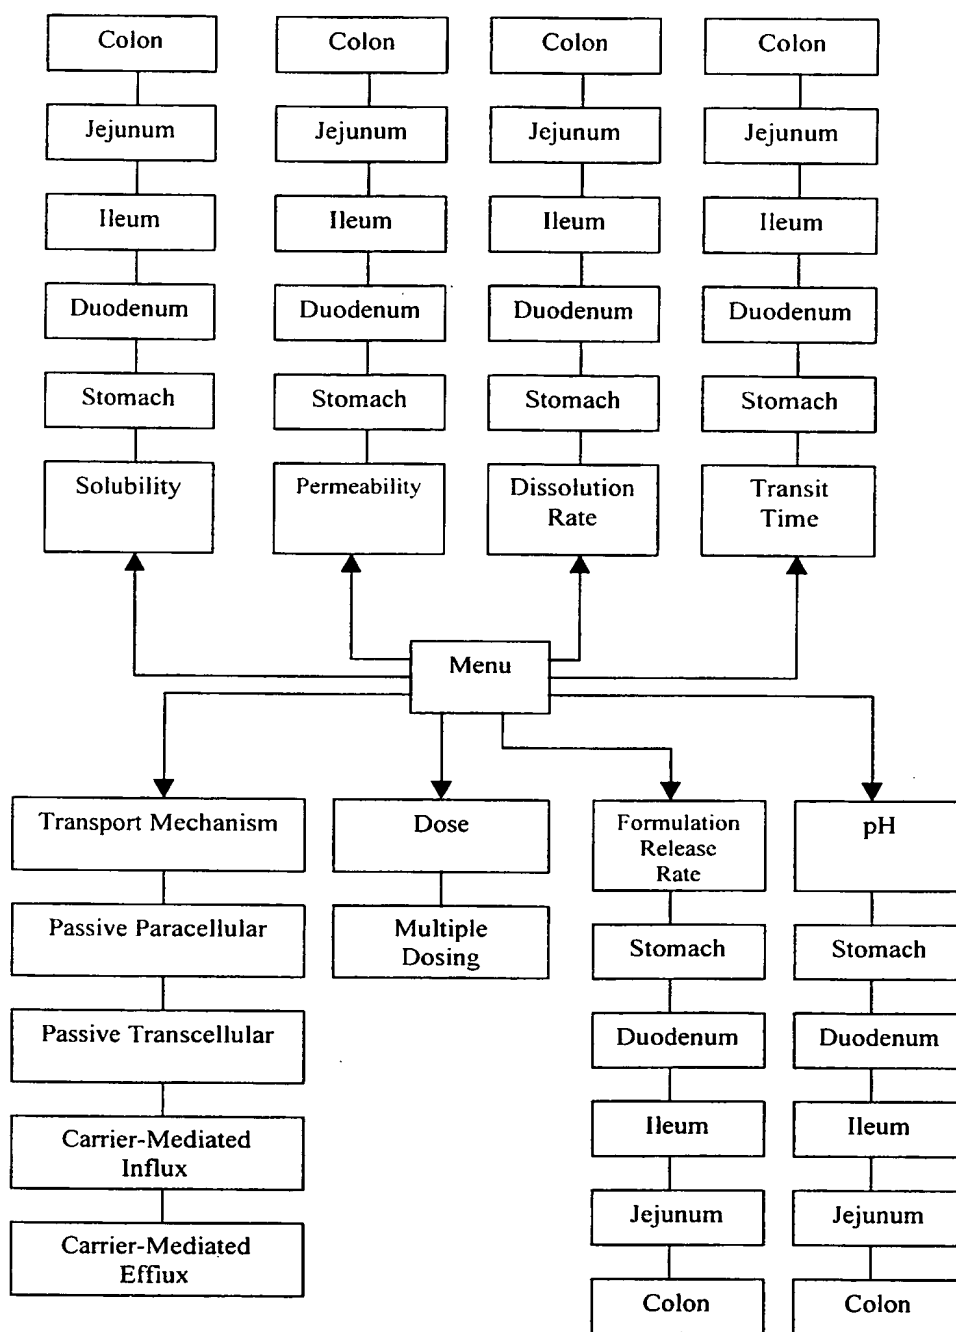 Colon Colon Colon Colon
Jejunum Jejunum Jejunum Jejunum
Ileum Ileum Ileum Ileum
Duodenum Duodenum Duodenum Duodenum
Stomach Stomach Stomach Stomach
Solubility Permeability Dissolution Transit
Rate Time
Menu
Transport Mechanism Dose Formulation pH
Release
Rate
Passive Paracellular Multiple Stomach Stomach
Dosing
Passive Transcellular Duodenum Duodenum
Carrier-Mediated Ileum Ileum
Influx
Jejunum Jejunum
Carrier-Mediated
Efflux
Colon Colon